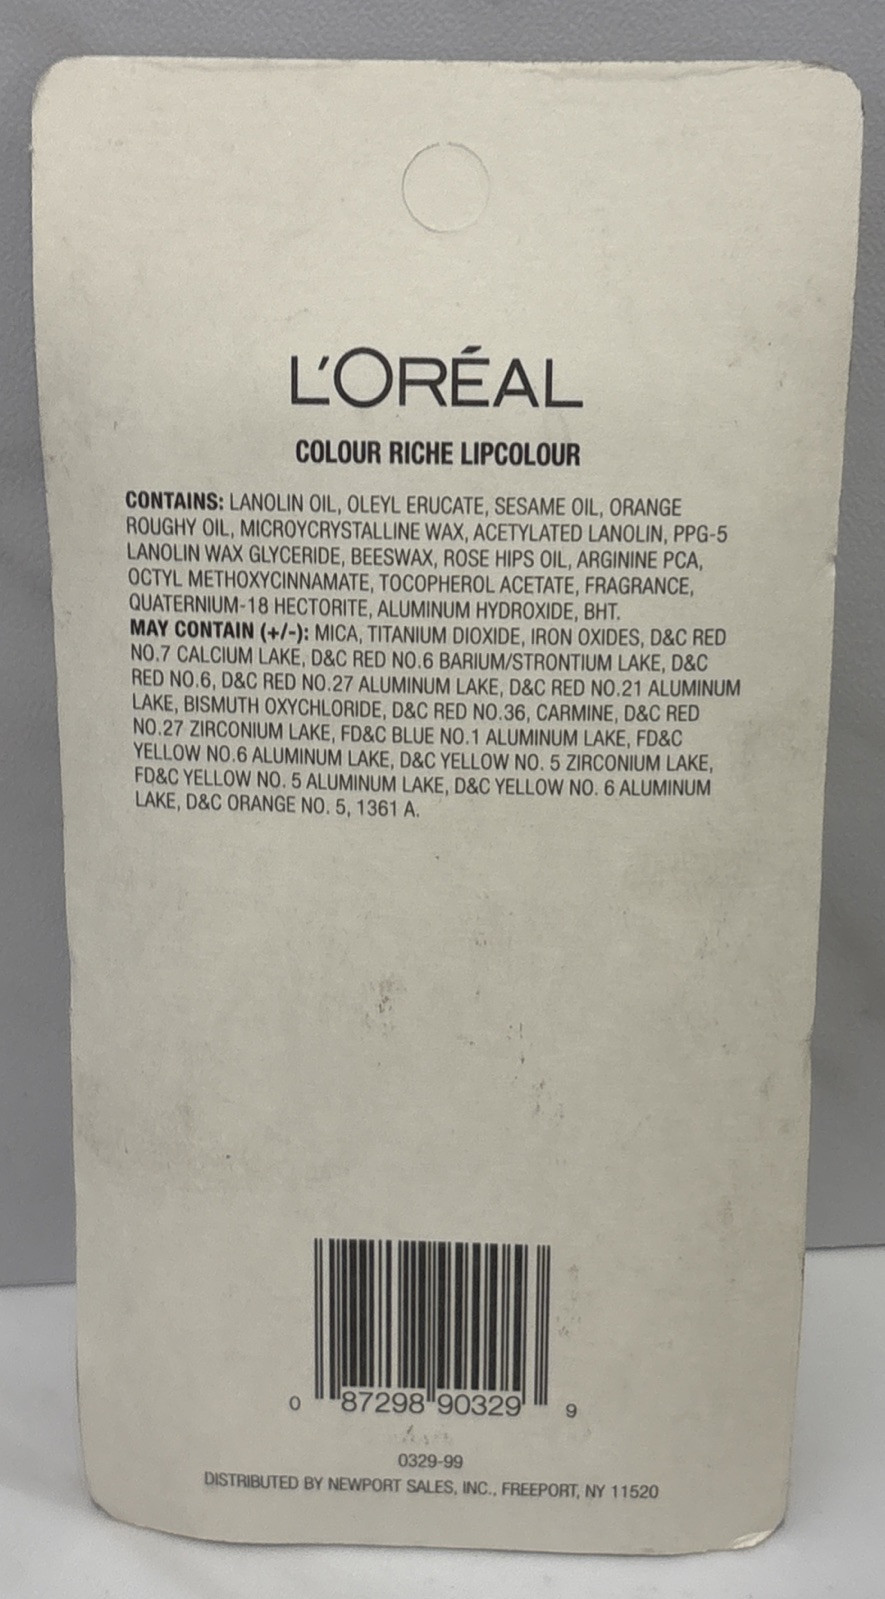 L'ORÉAL
COLOUR RICHE LIPCOLOUR
CONTAINS: LANOLIN OIL, OLEYL ERUCATE, SESAME OIL, ORANGE
ROUGHY OIL, MICROYCRYSTALLINE WAX, ACETYLATED LANOLIN, PPG-5
LANOLIN WAX GLYCERIDE, BEESWAX, ROSE HIPS OIL, ARGININE PCA,
OCTYL METHOXYCINNAMATE, TOCOPHEROL ACETATE, FRAGRANCE,
QUATERNIUM-18 HECTORITE, ALUMINUM HYDROXIDE, BHT.
MAY CONTAIN (+/-): MICA, TITANIUM DIOXIDE, IRON OXIDES, D&C RED
NO.7 CALCIUM LAKE, D&C RED NO.6 BARIUM/STRONTIUM LAKE, D&C
RED NO.6, D&C RED NO.27 ALUMINUM LAKE, D&C RED NO.21 ALUMINUM
LAKE, BISMUTH OXYCHLORIDE, D&C RED NO.36, CARMINE, D&C RED
NO.27 ZIRCONIUM LAKE, FD&C BLUE NO.1 ALUMINUM LAKE, FD&C
YELLOW NO.6 ALUMINUM LAKE, D&C YELLOW NO. 5 ZIRCONIUM LAKE,
FD&C YELLOW NO. 5 ALUMINUM LAKE, D&C YELLOW NO. 6 ALUMINUM
LAKE, D&C ORANGE NO. 5, 1361 A.
0 87298 90329 9
0329-99
DISTRIBUTED BY NEWPORT SALES, INC., FREEPORT, NY 11520